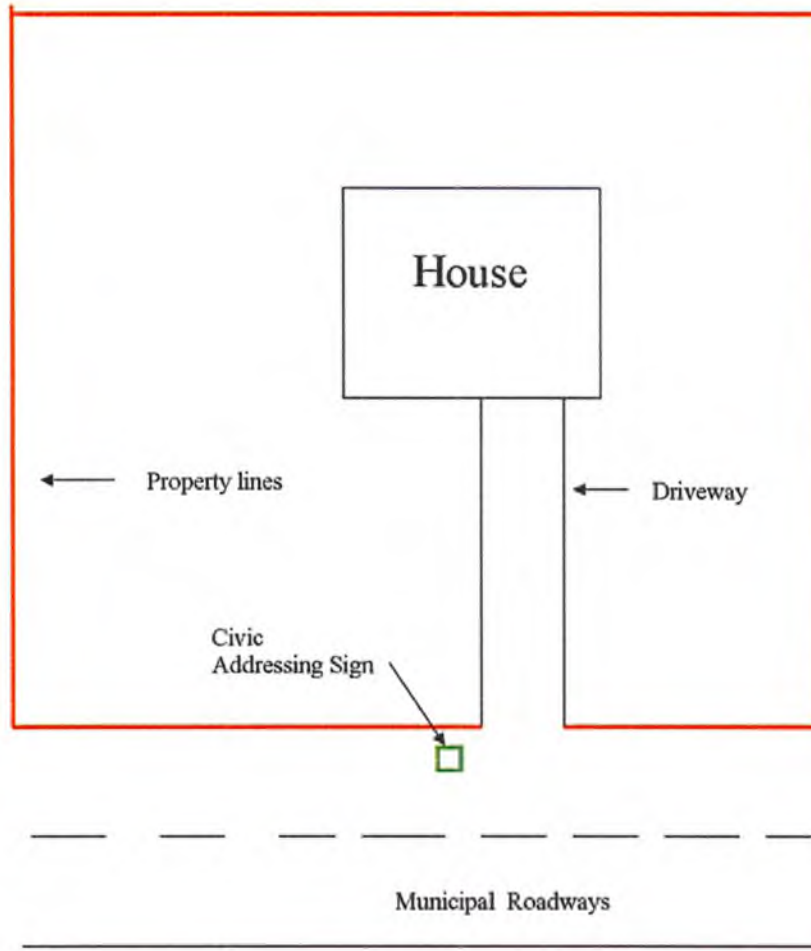 House
Property lines
Driveway
Civic
Addressing Sign
Municipal Roadways